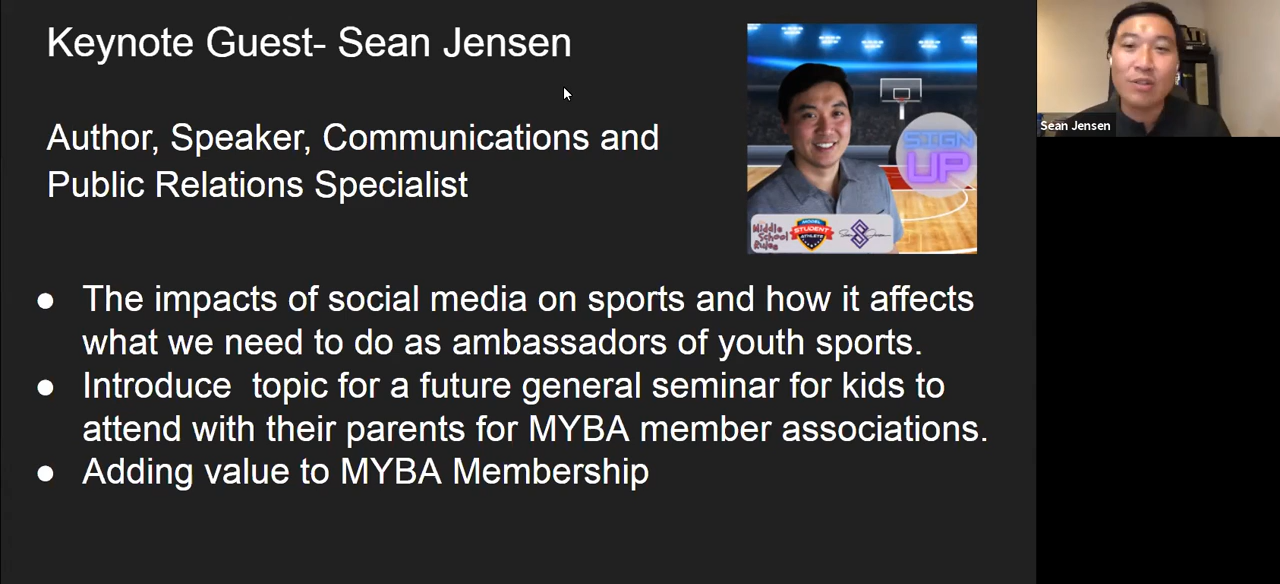 Keynote Guest- Sean Jensen
Author, Speaker, Communications and
Public Relations Specialist
SIGN
UP
Middle
School
Rules
MODEL
STUDENT
ATHLETE
● The impacts of social media on sports and how it affects
what we need to do as ambassadors of youth sports.
● Introduce  topic for a future general seminar for kids to
attend with their parents for MYBA member associations.
● Adding value to MYBA Membership
Sean Jensen